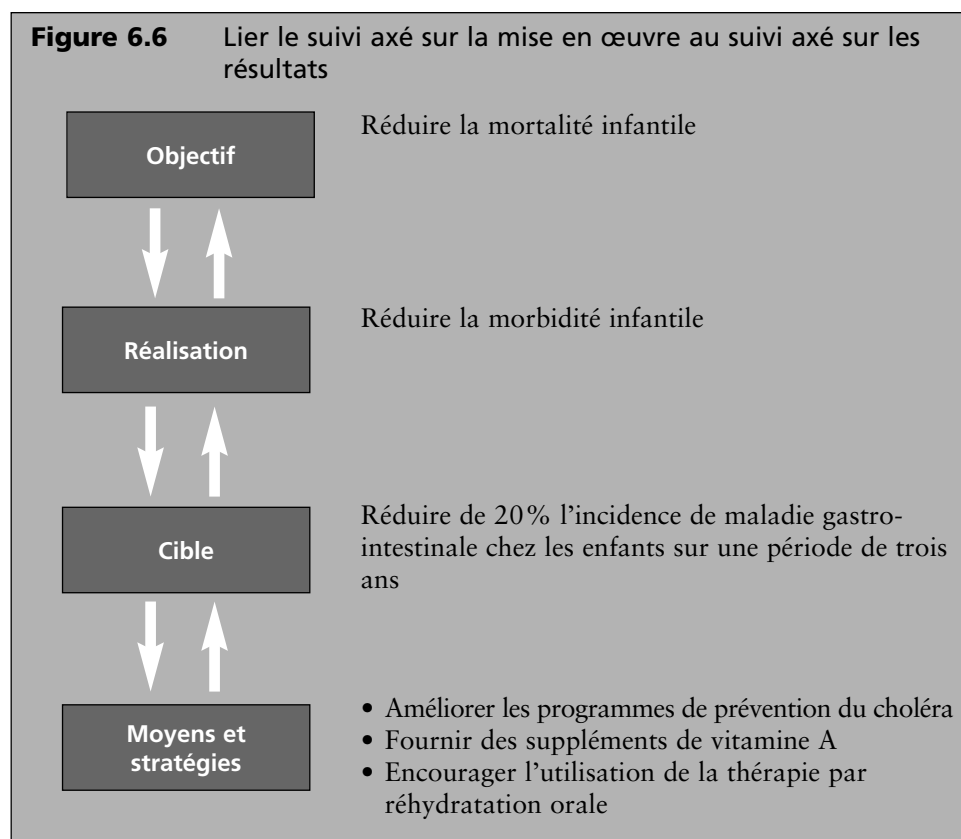 Figure 6.6 Lier le suivi axé sur la mise en œuvre au suivi axé sur les
résultats
Objectif
Réduire la mortalité infantile
Réalisation
Réduire la morbidité infantile
Cible
Réduire de 20% l’incidence de maladie gastro-
intestinale chez les enfants sur une période de trois
ans
Moyens et
stratégies
• Améliorer les programmes de prévention du choléra
• Fournir des suppléments de vitamine A
• Encourager l’utilisation de la thérapie par
réhydratation orale